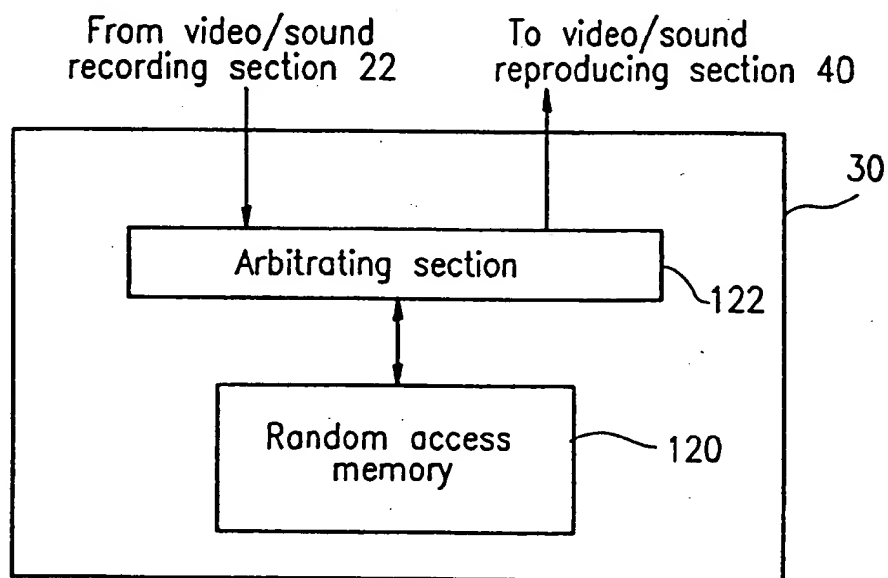 From video/sound
recording section 22
To video/sound
reproducing section 40
30
Arbitrating section
122
Random access
memory
120